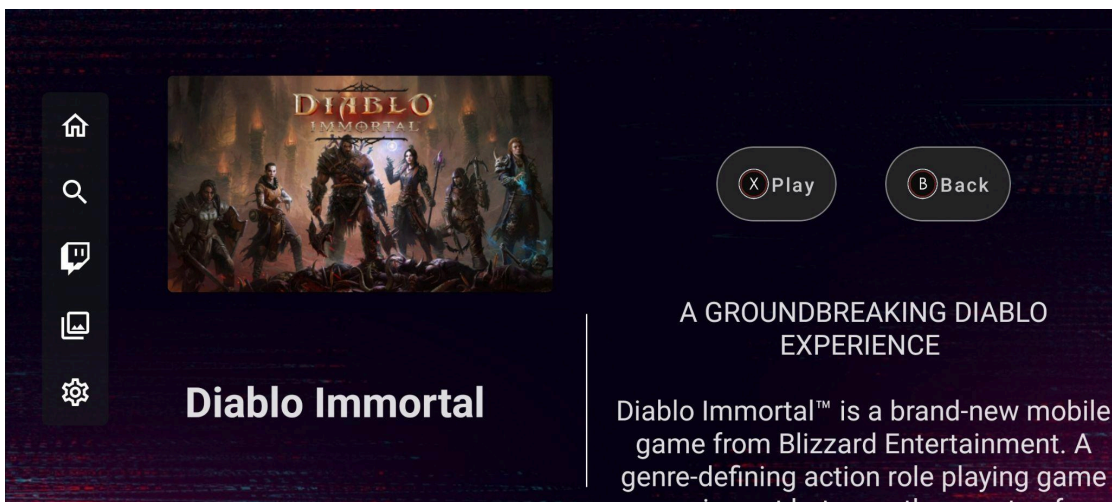 DIABLO
IMMORTAL
X Play
B Back
Diablo Immortal
A GROUNDBREAKING DIABLO
EXPERIENCE
Diablo Immortal™ is a brand-new mobile
game from Blizzard Entertainment. A
genre-defining action role playing game